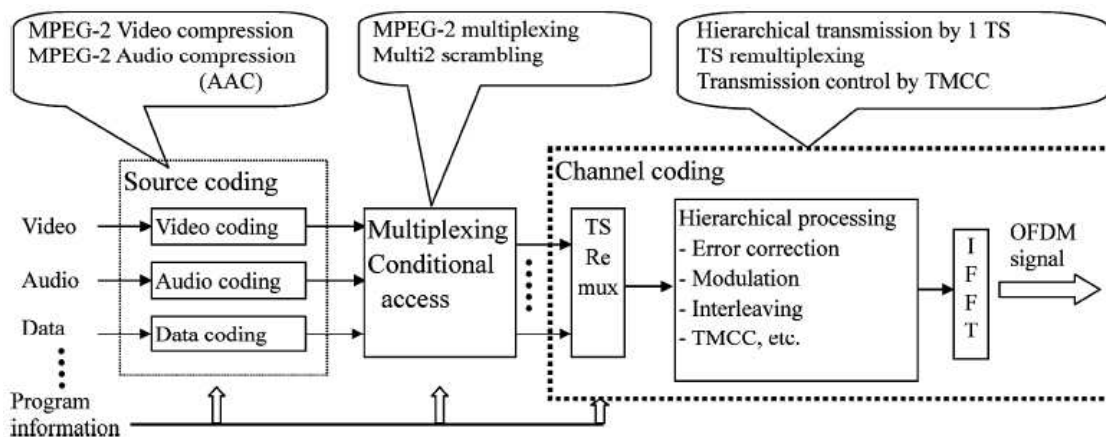 MPEG-2 Video compression
MPEG-2 Audio compression
(AAC)
MPEG-2 multiplexing
Multi2 scrambling
Hierarchical transmission by 1 TS
TS remultiplexing
Transmission control by TMCC
Source coding
Video
Video coding
Audio
Audio coding
Data
Data coding
Program
information
Multiplexing
Conditional
access
Channel coding
TS
Re
mux
Hierarchical processing
- Error correction
- Modulation
- Interleaving
- TMCC, etc.
I
F
F
T
OFDM
signal